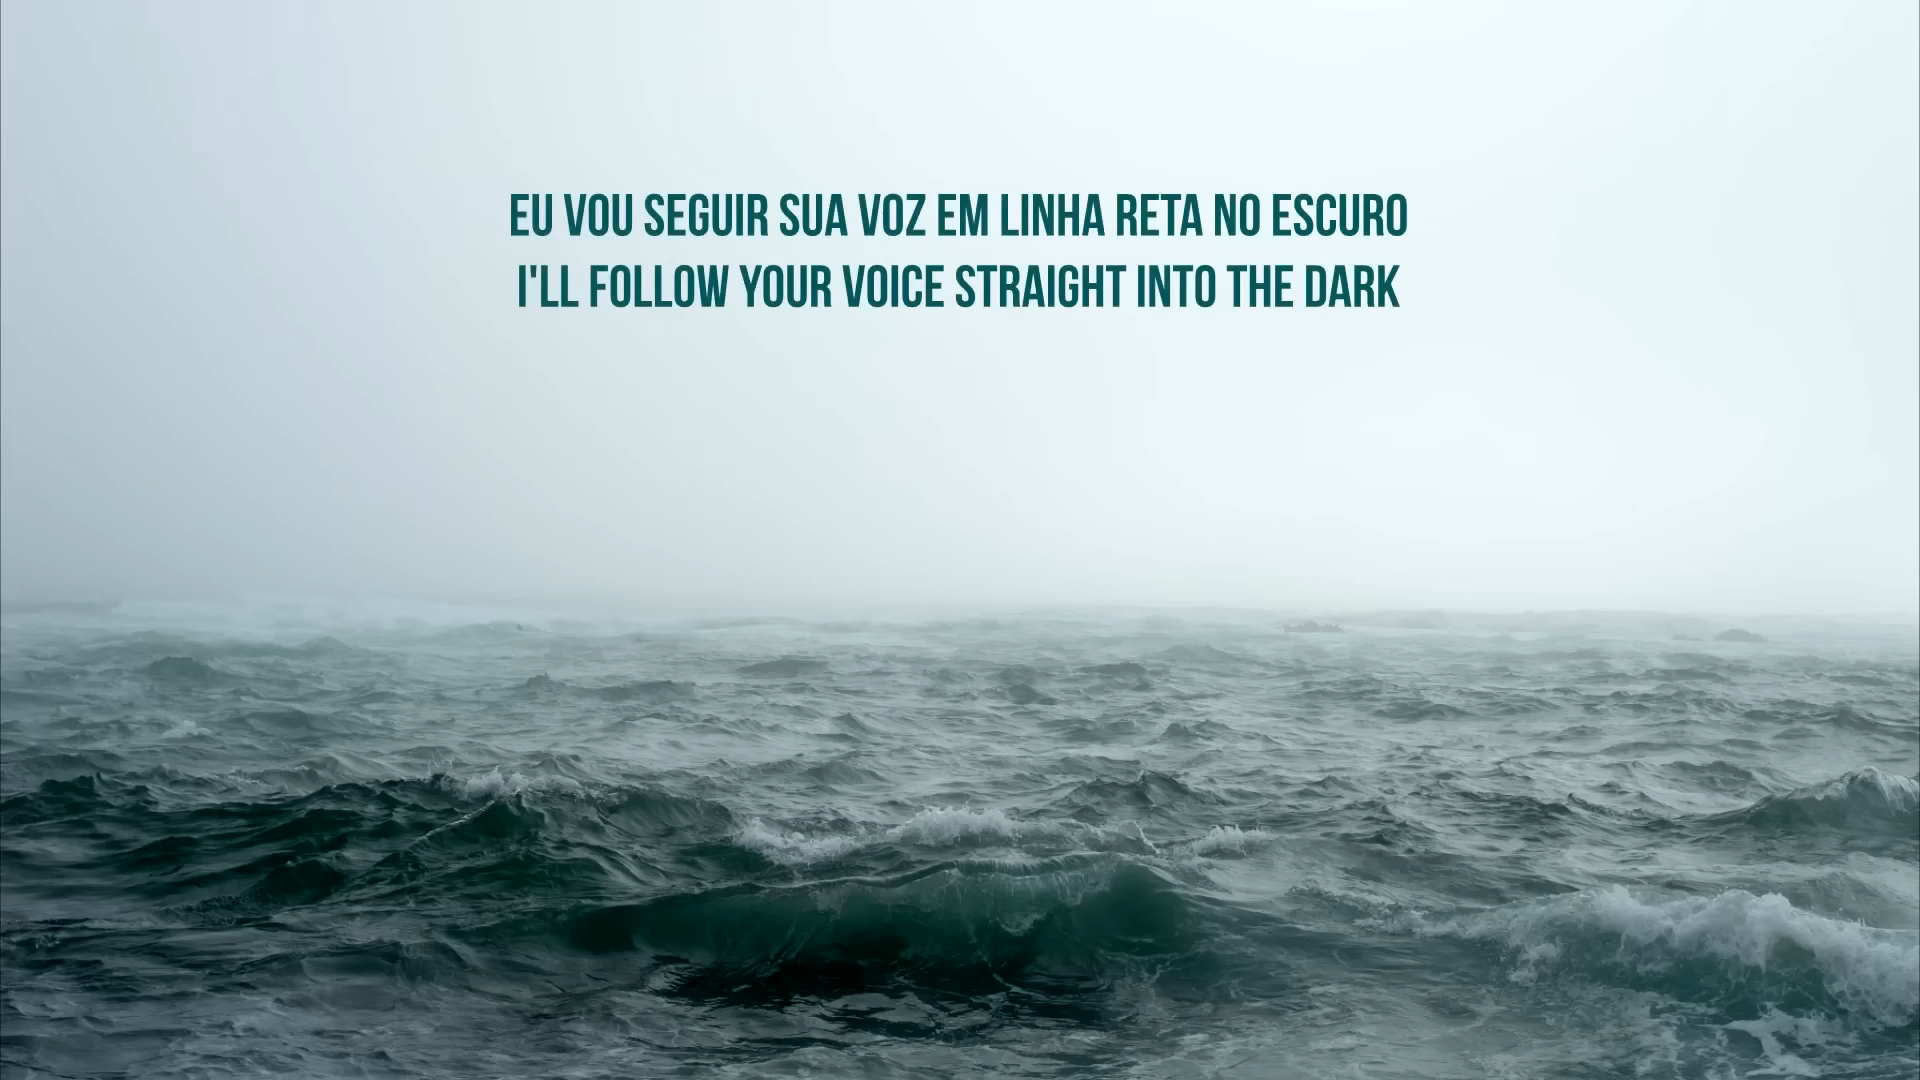 EU VOU SEGUIR SUA VOZ EM LINHA RETA NO ESCURO
I'LL FOLLOW YOUR VOICE STRAIGHT INTO THE DARK